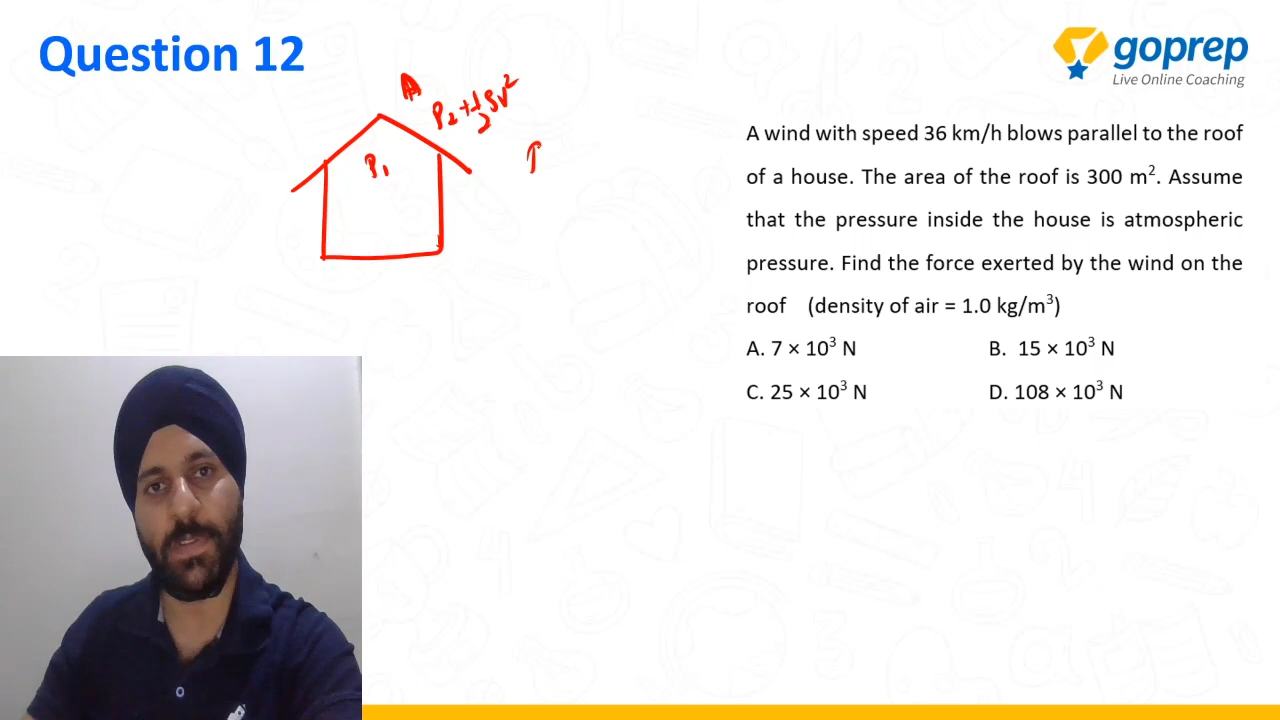 Question 12
goprep
Live Online Coaching
A
P₂ + ½ ρv²
P₁
A wind with speed 36 km/h blows parallel to the roof
of a house. The area of the roof is 300 m². Assume
that the pressure inside the house is atmospheric
pressure. Find the force exerted by the wind on the
roof (density of air = 1.0 kg/m³)
A. 7 × 10³ N B. 15 × 10³ N
C. 25 × 10³ N D. 108 × 10³ N